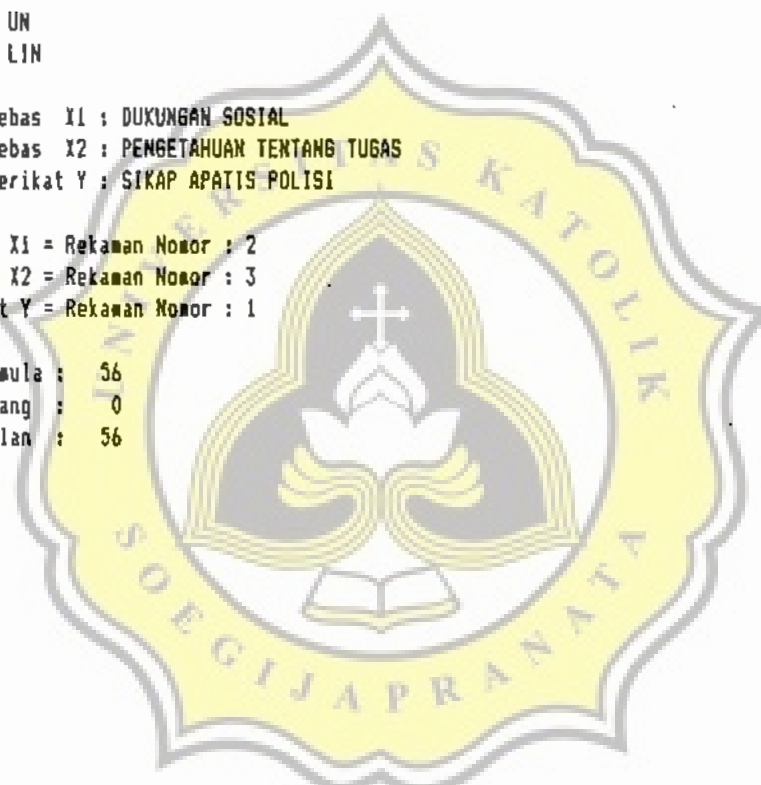 UN
LIN
ebas X1 : DUKUNGAN SOSIAL
ebas X2 : PENGETAHUAN TENTANG TUGAS
erikat Y : SIKAP APATIS POLISI
X1 = Rekaman Nomor : 2
X2 = Rekaman Nomor : 3
t Y = Rekaman Nomor : 1
mula : 56
ang : 0
lan : 56
UNIVERSITAS KATOLIK
SOEGIJAPRANATA